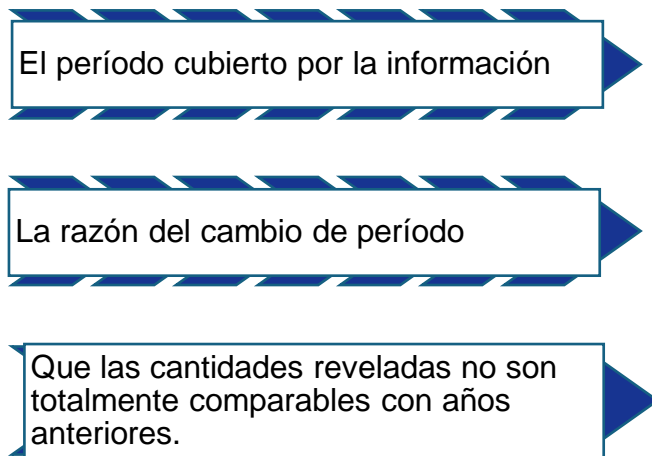 El período cubierto por la información
La razón del cambio de período
Que las cantidades reveladas no son
totalmente comparables con años
anteriores.